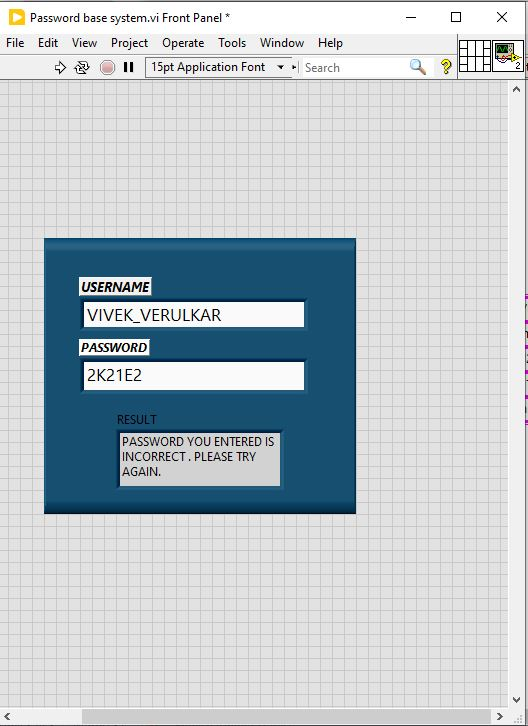 Password base system.vi Front Panel *
File Edit View Project Operate Tools Window Help
15pt Application Font Search ? 2
USERNAME
VIVEK_VERULKAR
PASSWORD
2K21E2
RESULT
PASSWORD YOU ENTERED IS
INCORRECT . PLEASE TRY
AGAIN.